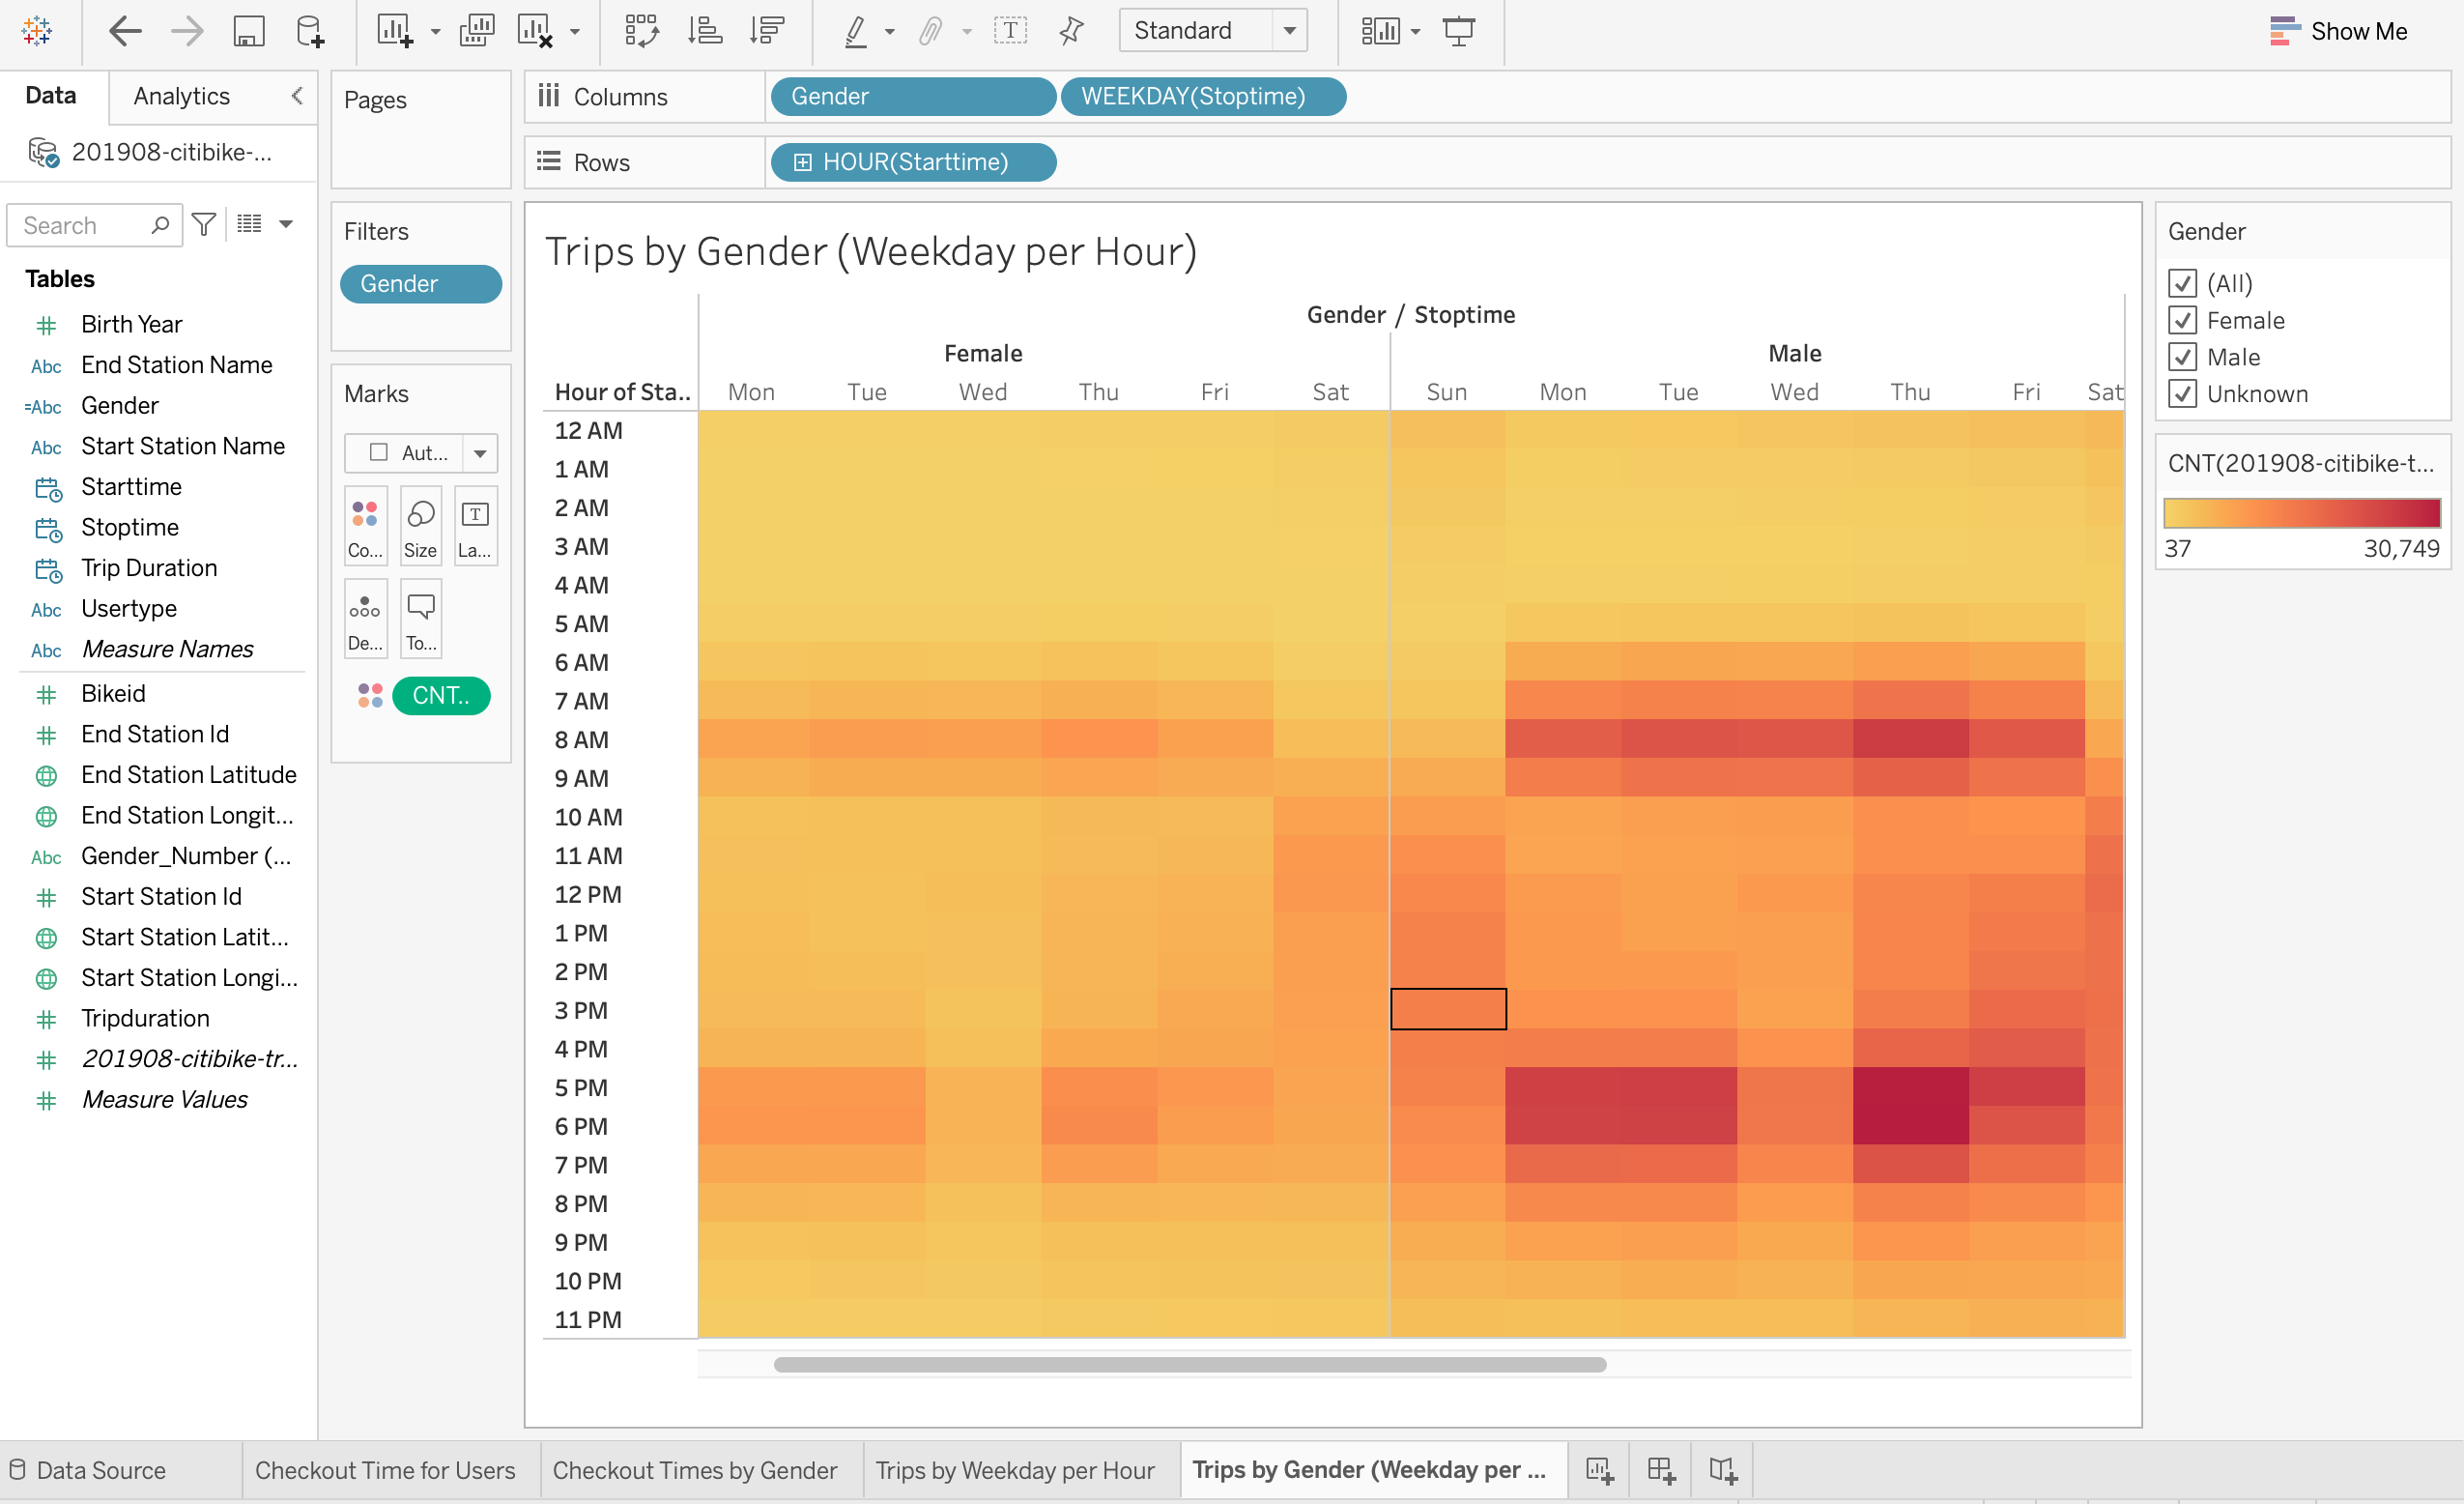 Standard
Show Me
Data
Analytics
201908-citibike-...
Search
Tables
Birth Year
Abc End Station Name
=Abc Gender
Abc Start Station Name
Starttime
Stoptime
Trip Duration
Abc Usertype
Abc Measure Names
Bikeid
End Station Id
End Station Latitude
End Station Longit...
Abc Gender_Number (...
Start Station Id
Start Station Latit...
Start Station Longi...
Tripduration
201908-citibike-tr...
Measure Values
Pages
Filters
Gender
Marks
Aut...
Co... Size T La...
De... To...
CNT..
Columns Gender WEEKDAY(Stoptime)
Rows HOUR(Starttime)
Trips by Gender (Weekday per Hour)
Gender / Stoptime
Female Male
Hour of Sta.. Mon Tue Wed Thu Fri Sat Sun Mon Tue Wed Thu Fri Sat
12 AM
1 AM
2 AM
3 AM
4 AM
5 AM
6 AM
7 AM
8 AM
9 AM
10 AM
11 AM
12 PM
1 PM
2 PM
3 PM
4 PM
5 PM
6 PM
7 PM
8 PM
9 PM
10 PM
11 PM
Gender
(All)
Female
Male
Unknown
CNT(201908-citibike-t...
37 30,749
Data Source Checkout Time for Users Checkout Times by Gender Trips by Weekday per Hour Trips by Gender (Weekday per ...